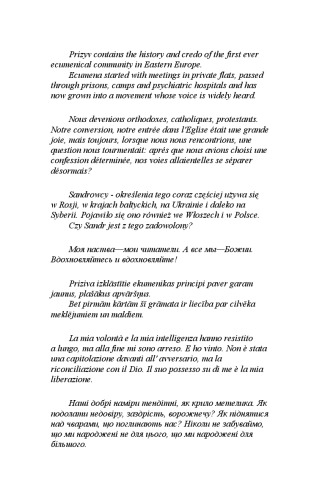 Prizyv contains the history and credo of the first ever
ecumenical community in Eastern Europe.
Ecumena started with meetings in private flats, passed
through prisons, camps and psychiatric hospitals and has
now grown into a movement whose voice is widely heard.
Nous devenions orthodoxes, catholiques, protestants.
Notre conversion, notre entrée dans l'Eglise était une grande
joie, mais toujours, lorsque nous nous rencontrions, une
question nous tourmentait: après que nous avions choisi une
confession déterminée, nos voies allaientelles se séparer
désormais?
Sandrowcy - określenia tego coraz częściej używa się
w Rosji, w krajach bałtyckich, na Ukrainie i daleko na
Syberii. Pojawiło się ono również we Włoszech i w Polsce.
Czy Sandr jest z tego zadowolony?
Моя паства—мои читатели. А все мы—Божии.
Вдохновляйтесь и вдохновляйте!
Priziva izklāstītie ekumenikas principi paver garam
jaunus, plašākus apvāršņus.
Bet pirmām kārtām šī grāmata ir liecība par cilvēka
meklējumiem un maldiem.
La mia volontà e la mia intelligenza hanno resistito
a lungo, ma alla fine mi sono arreso. E ho vinto. Non è stata
una capitolazione davanti all' avversario, ma la
riconciliazione con il Dio. Il suo possesso su di me è la mia
liberazione.
Наші добрі наміри тендітні, як крило метелика. Як
подолати недовіру, заздрість, ворожнечу? Як піднятися
над чварами, що поглинають нас? Ніколи не забуваймо,
що ми народжені не для цього, що ми народжені для
більшого.